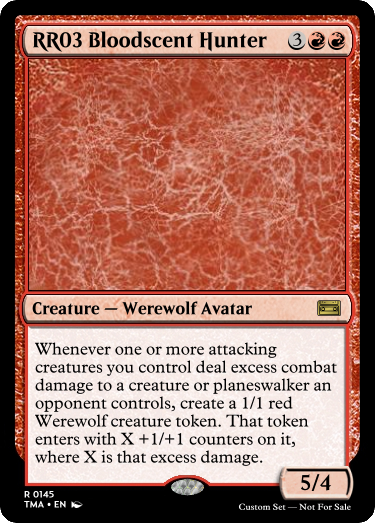 RR03 Bloodscent Hunter 3
Creature — Werewolf Avatar
Whenever one or more attacking
creatures you control deal excess combat
damage to a creature or planeswalker an
opponent controls, create a 1/1 red
Werewolf creature token. That token
enters with X +1/+1 counters on it,
where X is that excess damage.
5/4
R 0145
TMA • EN
Custom Set — Not For Sale